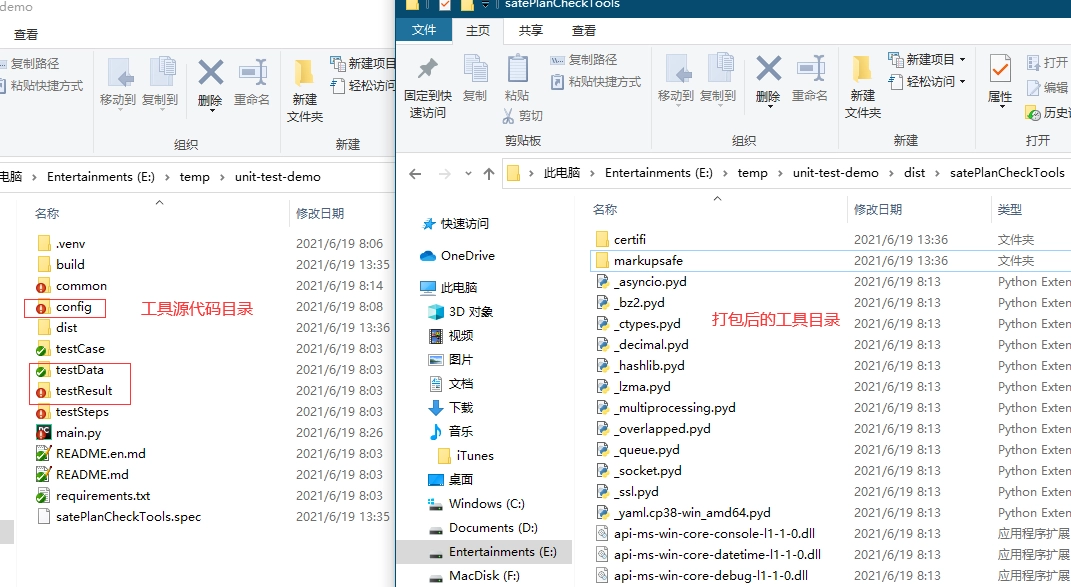 demo
查看
复制路径
粘贴快捷方式
移动到
复制到
删除
重命名
新建
文件夹
新建项目
轻松访问
组织
新建
电脑 › Entertainments (E:) › temp › unit-test-demo
名称 修改日期
.venv 2021/6/19 8:06
build 2021/6/19 13:35
common 2021/6/19 8:14
config 2021/6/19 8:08
dist 2021/6/19 13:36
testCase 2021/6/19 8:03
testData 2021/6/19 8:03
testResult 2021/6/19 8:03
testSteps 2021/6/19 8:03
main.py 2021/6/19 8:26
README.en.md 2021/6/19 8:03
README.md 2021/6/19 8:03
requirements.txt 2021/6/19 8:03
satePlanCheckTools.spec 2021/6/19 13:35
工具源代码目录
satePlanCheckTools
文件 主页 共享 查看
固定到快
速访问
复制
粘贴
复制路径
粘贴快捷方式
剪切
剪贴板
移动到
复制到
删除
重命名
组织
新建
文件夹
新建项目
轻松访问
新建
属性
打开
编辑
历史
打开
此电脑 › Entertainments (E:) › temp › unit-test-demo › dist › satePlanCheckTools
快速访问
OneDrive
此电脑
3D 对象
视频
图片
文档
下载
音乐
iTunes
桌面
Windows (C:)
Documents (D:)
Entertainments (E:)
MacDisk (F:)
名称 修改日期 类型
certifi 2021/6/19 13:36 文件夹
markupsafe 2021/6/19 13:36 文件夹
_asyncio.pyd 2021/6/19 8:13 Python Exten
_bz2.pyd 2021/6/19 8:13 Python Exten
_ctypes.pyd 2021/6/19 8:13 Python Exten
_decimal.pyd 2021/6/19 8:13 Python Exten
_hashlib.pyd 2021/6/19 8:13 Python Exten
_lzma.pyd 2021/6/19 8:13 Python Exten
_multiprocessing.pyd 2021/6/19 8:13 Python Exten
_overlapped.pyd 2021/6/19 8:13 Python Exten
_queue.pyd 2021/6/19 8:13 Python Exten
_socket.pyd 2021/6/19 8:13 Python Exten
_ssl.pyd 2021/6/19 8:13 Python Exten
_yaml.cp38-win_amd64.pyd 2021/6/19 8:13 Python Exten
api-ms-win-core-console-l1-1-0.dll 2021/6/19 8:13 应用程序扩展
api-ms-win-core-datetime-l1-1-0.dll 2021/6/19 8:13 应用程序扩展
api-ms-win-core-debug-l1-1-0.dll 2021/6/19 8:13 应用程序扩展
打包后的工具目录